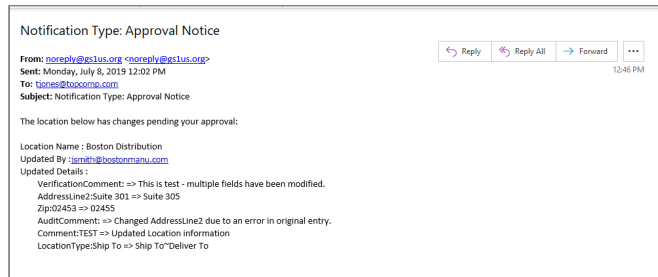 Notification Type: Approval Notice
Reply
Reply All
Forward
...
12:46 PM
From: noreply@gs1us.org <noreply@gs1us.org>
Sent: Monday, July 8, 2019 12:02 PM
To: tjones@topcomp.com
Subject: Notification Type: Approval Notice
The location below has changes pending your approval:
Location Name : Boston Distribution
Updated By :jsmith@bostonmanu.com
Updated Details :
VerificationComment: => This is test - multiple fields have been modified.
AddressLine2:Suite 301 => Suite 305
Zip:02453 => 02455
AuditComment: => Changed AddressLine2 due to an error in original entry.
Comment:TEST => Updated Location information
LocationType:Ship To => Ship To~Deliver To